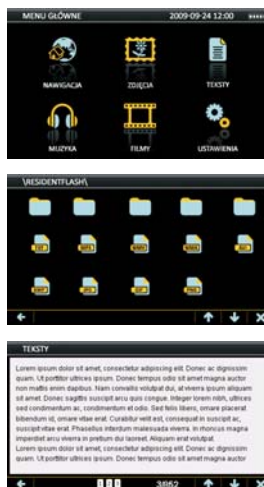 MENU GŁÓWNE 2009-09-24 12:00
NAWIGACJA ZDJĘCIA TEKSTY
MUZYKA FILMY USTAWIENIA
\RESIDENTFLASH\
TEKSTY
Lorem ipsum dolor sit amet, consectetur adipiscing elit. Donec ac dignissim
quam. Ut porttitor ultrices ipsum. Donec tempus odio sit amet magna auctor
non mattis enim dapibus. Nam convallis volutpat dui, at viverra ipsum aliquam
sit amet. Donec sagittis suscipit arcu quis congue. Integer lorem nibh, ultrices
sed condimentum ac, condimentum et odio. Sed felis libero, ornare placerat
bibendum id, ornare vitae erat. Curabitur velit est, consequat in suscipit ac,
suscipit vitae erat. Phasellus interdum malesuada viverra. In rhoncus magna
imperdiet arcu viverra in pretium dui laoreet. Aliquam erat volutpat.
Lorem ipsum dolor sit amet, consectetur adipiscing elit. Donec ac dignissim
quam. Ut porttitor ultrices ipsum. Donec tempus odio sit amet magna auctor
1 2 3